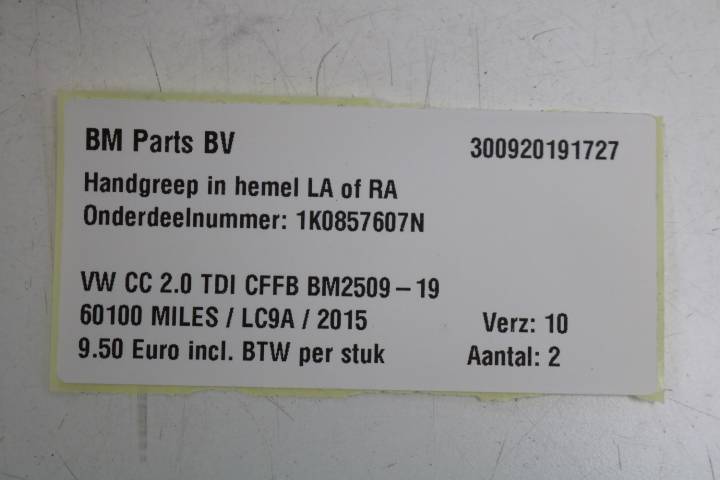 BM Parts BV 300920191727
Handgreep in hemel LA of RA
Onderdeelnummer: 1K0857607N
VW CC 2.0 TDI CFFB BM2509-19
60100 MILES / LC9A / 2015 Verz: 10
9.50 Euro incl. BTW per stuk Aantal: 2